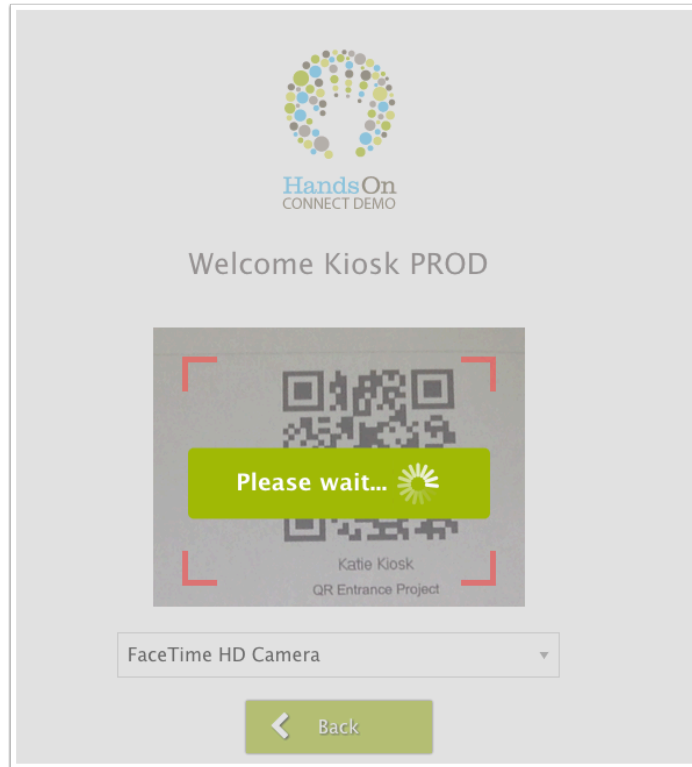 HandsOn
CONNECT DEMO
Welcome Kiosk PROD
Please wait...
Katie Kiosk
QR Entrance Project
FaceTime HD Camera
Back